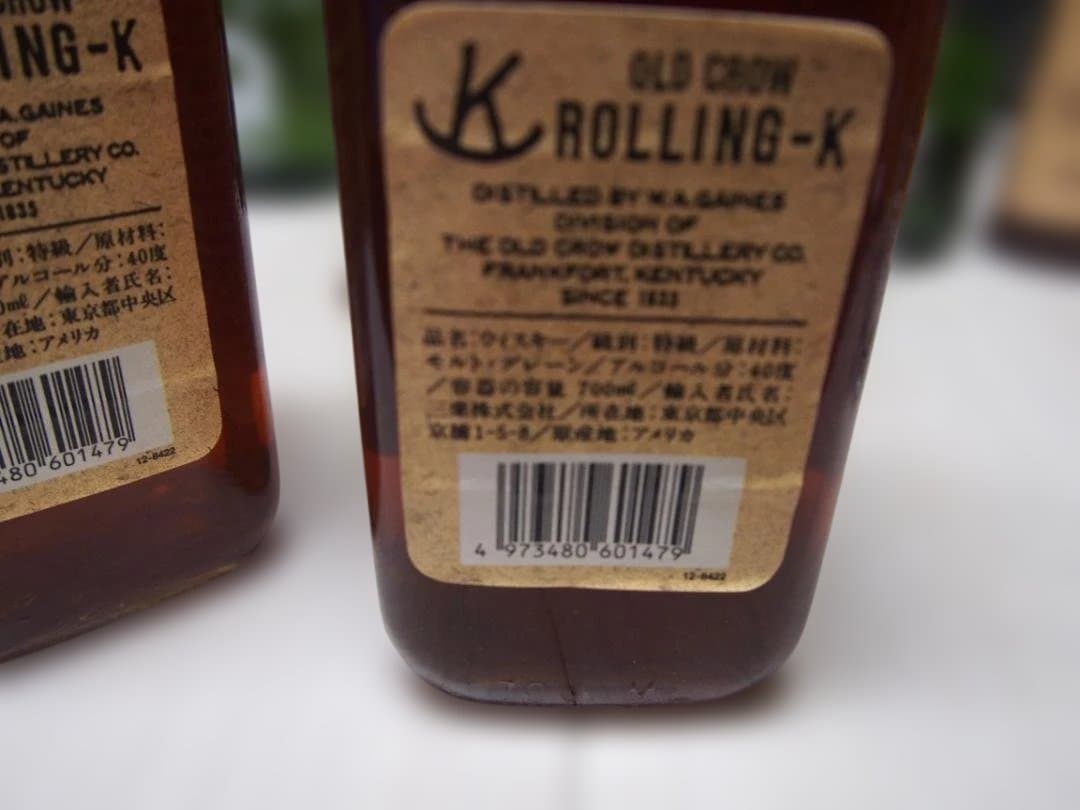 ROLLING-K
A.GAINES
OF
STILLERY CO.
KENTUCKY
1835
別:特級/原材料:
アルコール分:40度
0ml/輸入者氏名:
在地:東京都中央区
地:アメリカ
480 601479
12-8422
K
OLD CROW
ROLLING-K
DISTILLED BY W.A.GAINES
DIVISION OF
THE OLD CROW DISTILLERY CO.
FRANKFORT, KENTUCKY
SINCE 1835
品名:ウイスキー/級別:特級/原材料:
モルト・グレーン/アルコール分:40度
/容器の容量 700ml/輸入者氏名:
三楽株式会社/所在地:東京都中央区
京橋1-5-8/原産地:アメリカ
4 973480 601479
12-8422